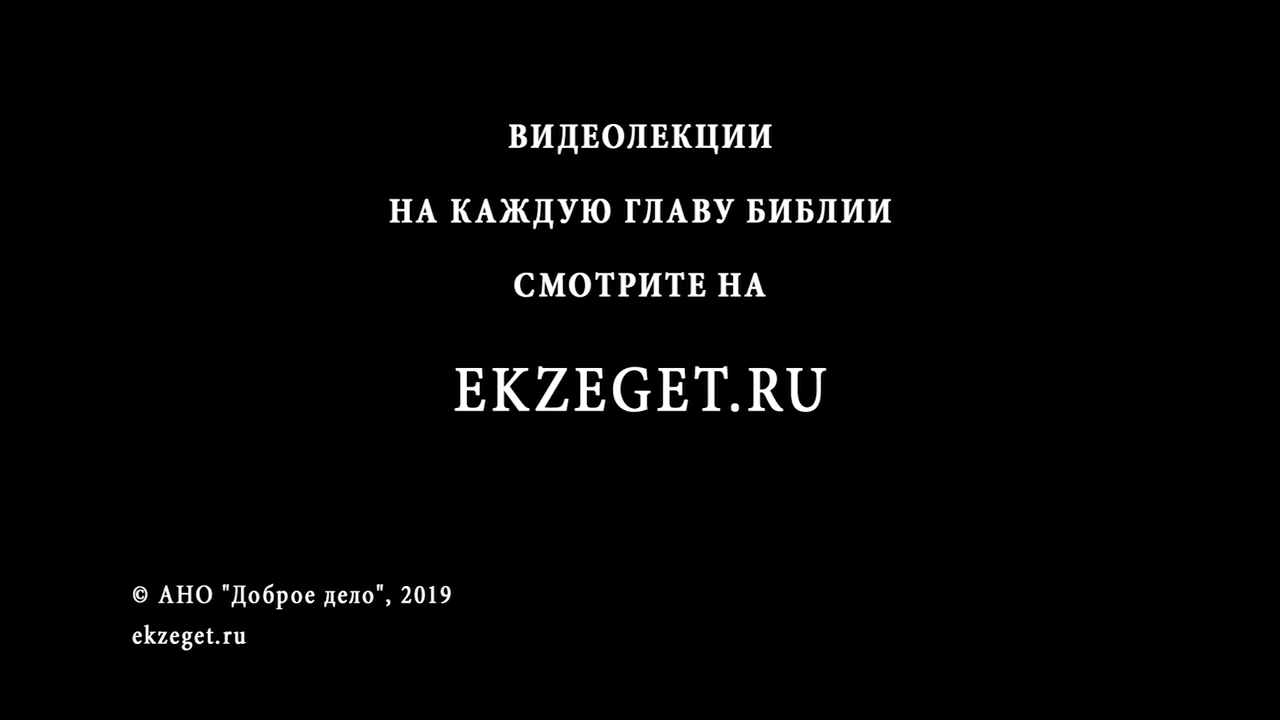 ВИДЕОЛЕКЦИИ
НА КАЖДУЮ ГЛАВУ БИБЛИИ
СМОТРИТЕ НА
EKZEGET.RU
© АНО "Доброе дело", 2019
ekzeget.ru